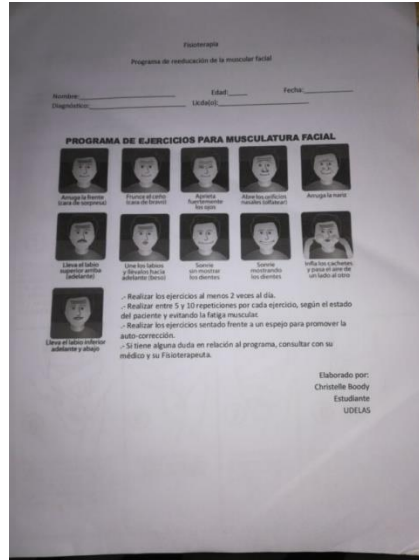 Fisioterapia
Programa de reeducación de la muscular facial
Nombre:____________ Edad:_____ Fecha:____________
Diagnóstico:____________ Licda(o):____________
PROGRAMA DE EJERCICIOS PARA MUSCULATURA FACIAL
Arruga la frente
(cara de sorpresa)
Frunce el ceño
(cara de bravo)
Aprieta
fuertemente
los ojos
Abre los orificios
nasales (olfatear)
Arruga la nariz
Lleva el labio
superior arriba
(adelante)
Une los labios
y llévalos hacia
adelante (beso)
Sonríe
sin mostrar
los dientes
Sonríe
mostrando
los dientes
Infla los cachetes,
y pasa el aire de
un lado al otro
Lleva el labio inferior
adelante y abajo
.- Realizar los ejercicios al menos 2 veces al día.
.- Realizar entre 5 y 10 repeticiones por cada ejercicio, según el estado
del paciente y evitando la fatiga muscular.
.- Realizar los ejercicios sentado frente a un espejo para promover la
auto-corrección.
.- Si tiene alguna duda en relación al programa, consultar con su
médico y su Fisioterapeuta.
Elaborado por:
Christelle Boody
Estudiante
UDELAS